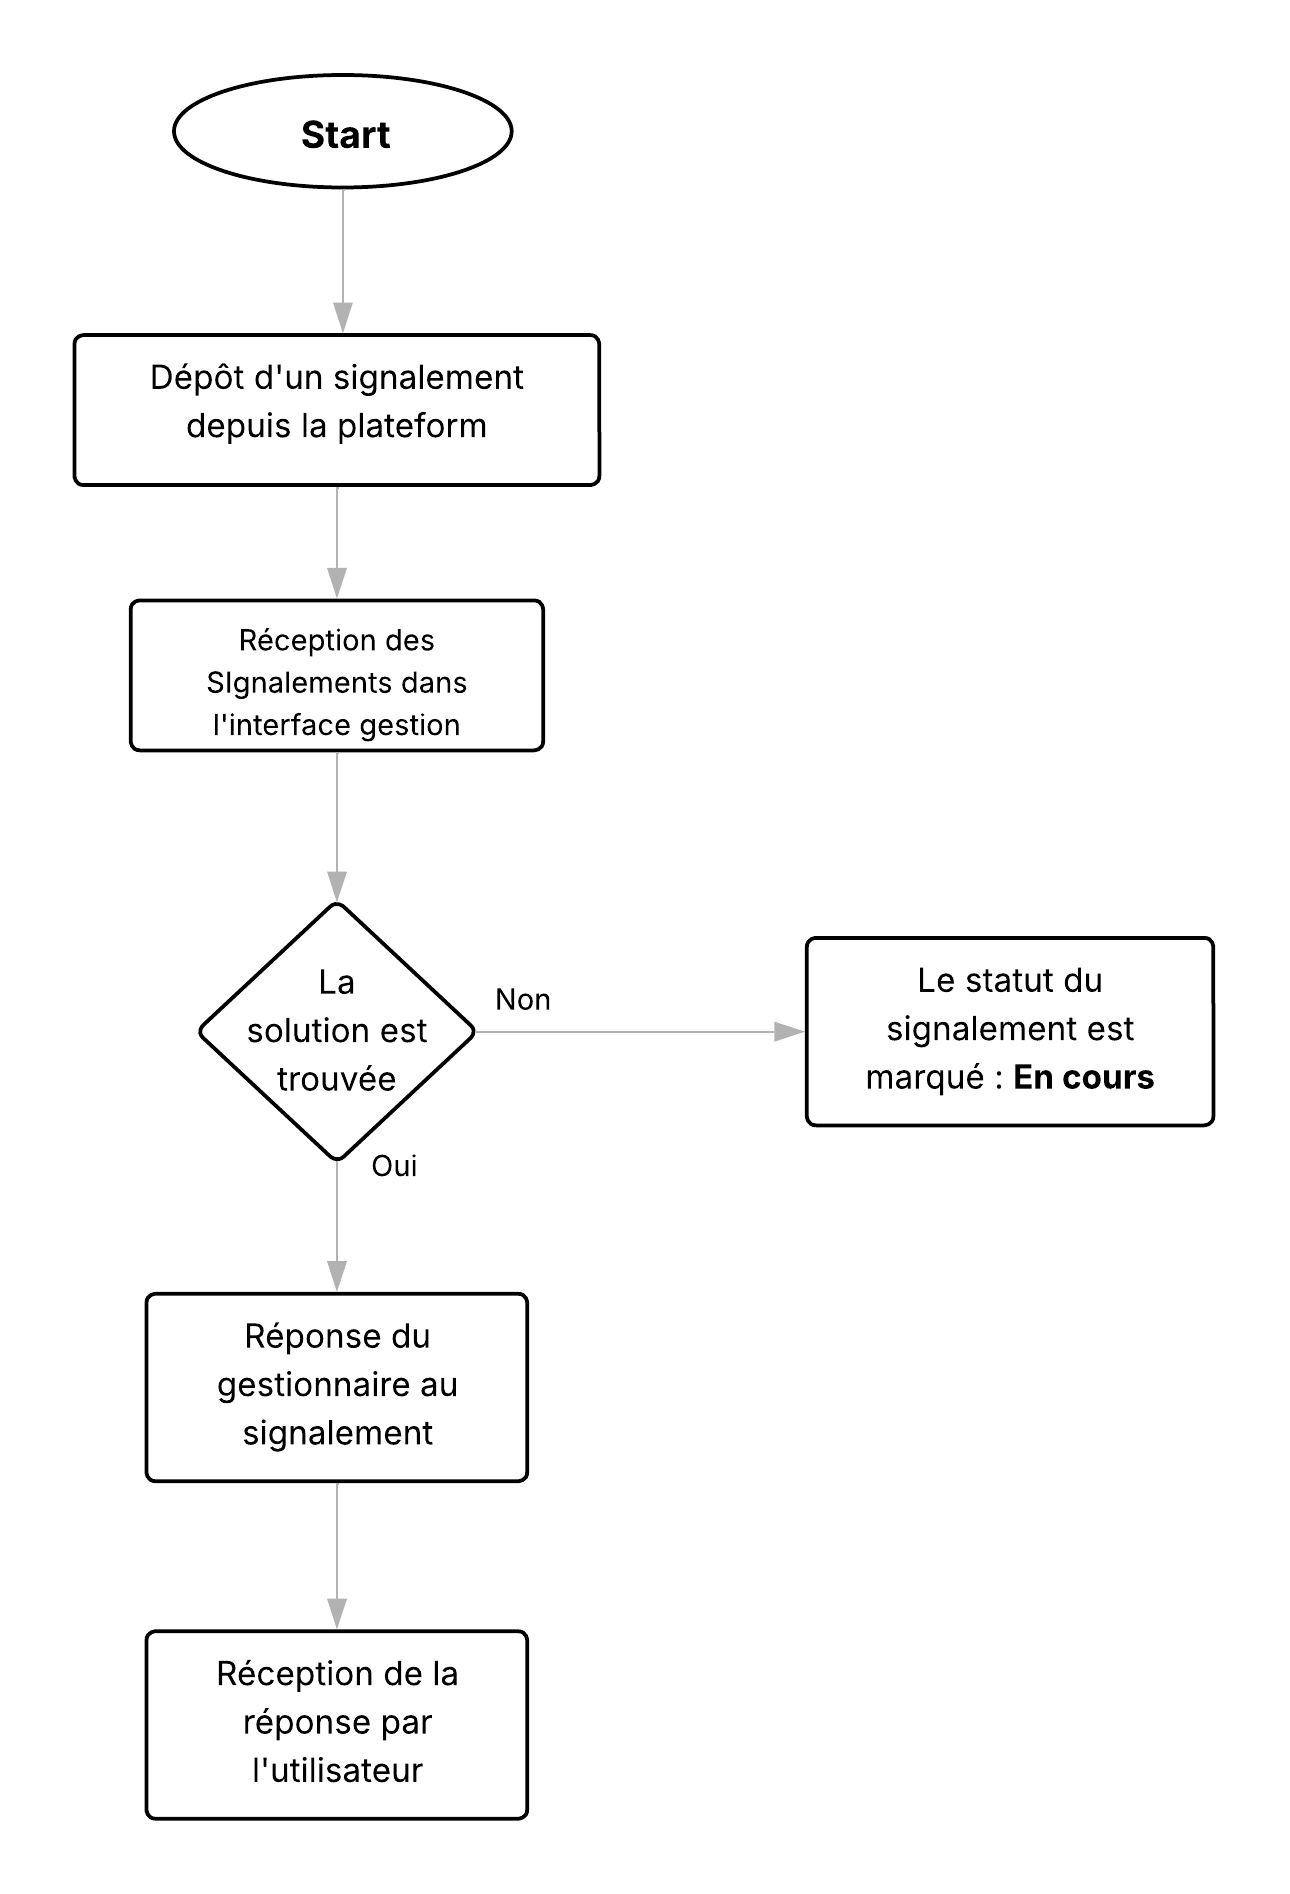 Start
Dépôt d'un signalement
depuis la plateform
Réception des
SIgnalements dans
l'interface gestion
La
solution est
trouvée
Non
Le statut du
signalement est
marqué : En cours
Oui
Réponse du
gestionnaire au
signalement
Réception de la
réponse par
l'utilisateur